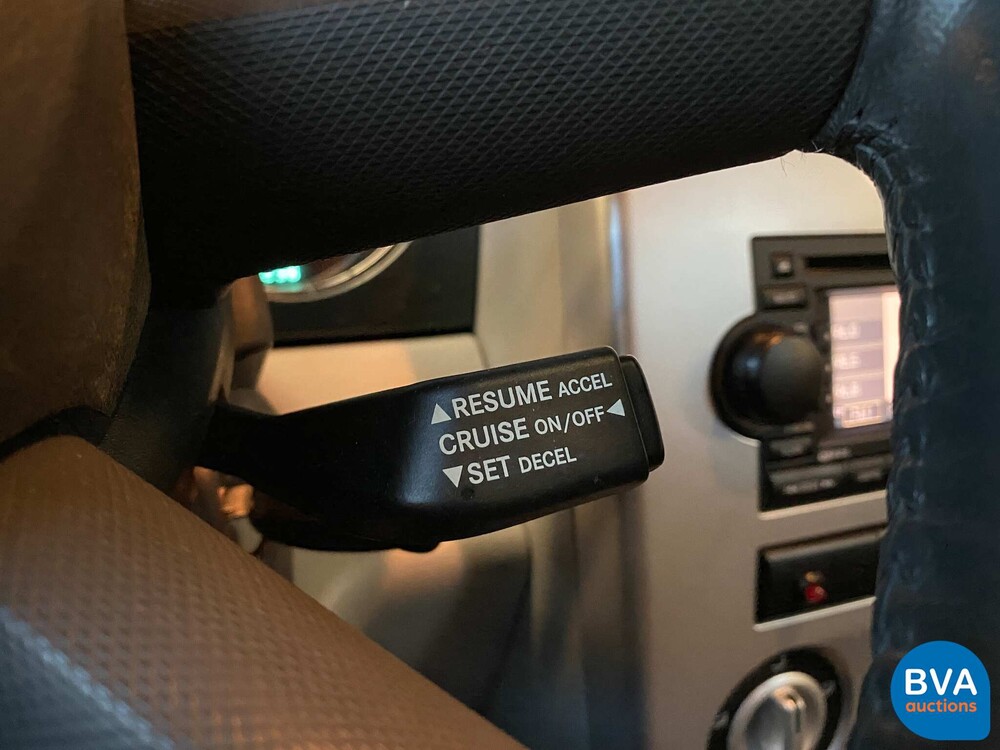 ▲RESUME ACCEL
CRUISE ON/OFF◀
▼SET DECEL
BVA
auctions